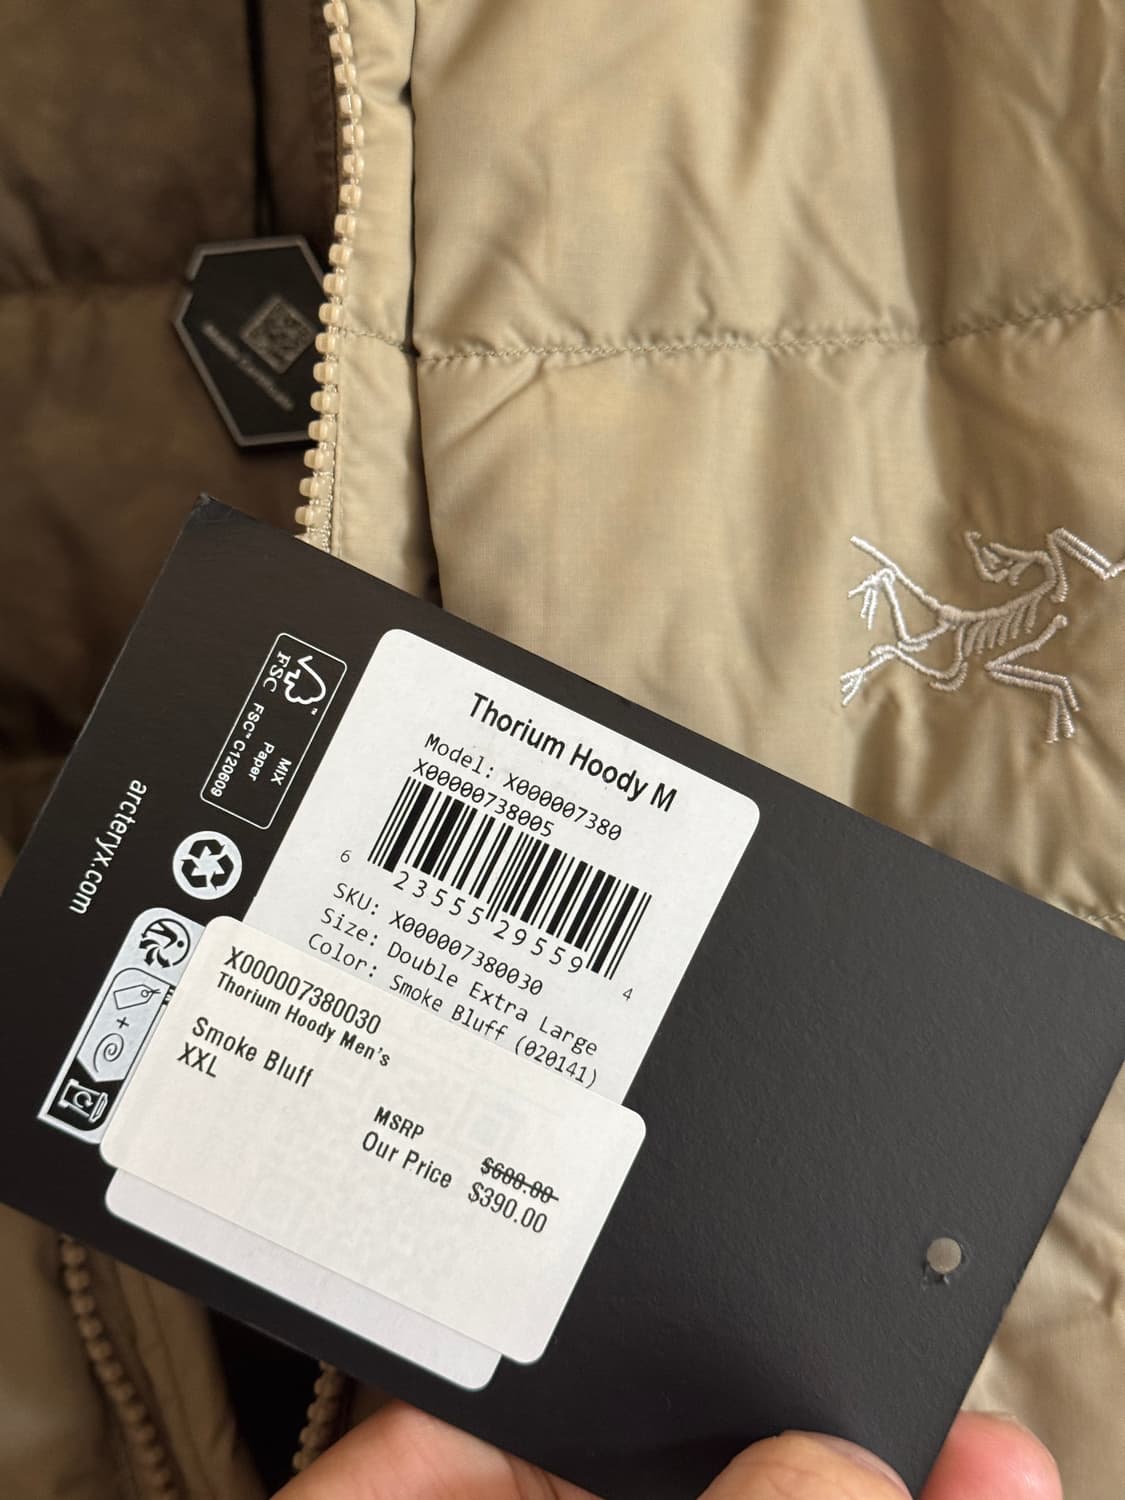 Thorium Hoody M
Model: X000007380
X00000738005
6 23555 29559 4
SKU: X000007380030
Size: Double Extra Large
Color: Smoke Bluff (020141)
X000007380030
Thorium Hoody Men's
Smoke Bluff
XXL
MSRP $600.00
Our Price $390.00
FSC
MIX
Paper
FSC™ C120609
arcteryx.com